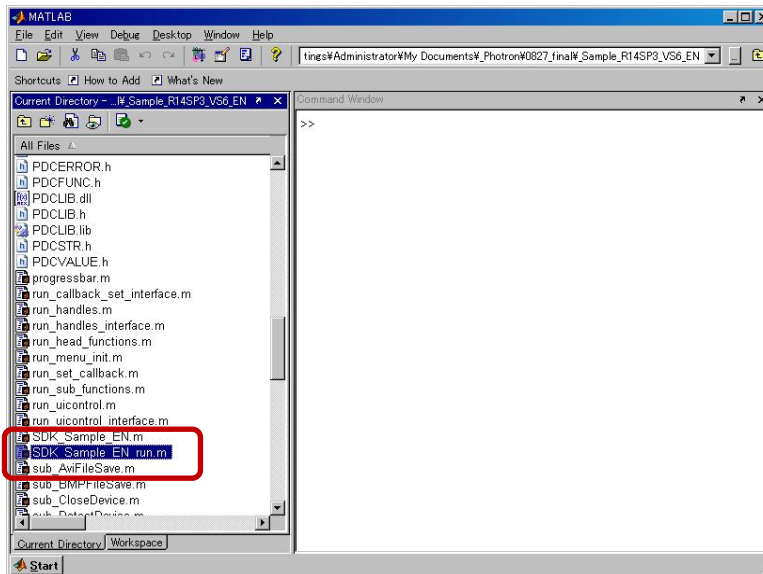 MATLAB
File Edit View Debug Desktop Window Help
tings¥Administrator¥My Documents¥_Photron¥0827_final¥_Sample_R14SP3_VS6_EN
Shortcuts How to Add What's New
Current Directory - ...l¥_Sample_R14SP3_VS6_EN
Command Window
All Files
>>
PDCERROR.h
PDCFUNC.h
PDCLIB.dll
PDCLIB.h
PDCLIB.lib
PDCSTR.h
PDCVALUE.h
progressbar.m
run_callback_set_interface.m
run_handles.m
run_handles_interface.m
run_head_functions.m
run_menu_init.m
run_set_callback.m
run_sub_functions.m
run_uicontrol.m
run_uicontrol_interface.m
SDK_Sample_EN.m
SDK_Sample_EN_run.m
sub_AviFileSave.m
sub_BMPFileSave.m
sub_CloseDevice.m
sub_DetectDevice.m
Current Directory Workspace
Start